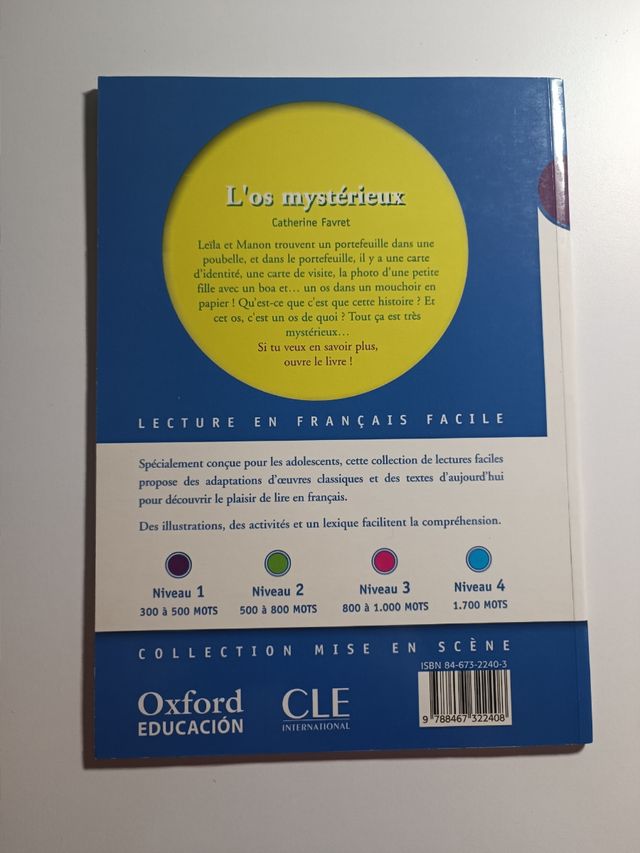 L'os mystérieux
Catherine Favret
Leïla et Manon trouvent un portefeuille dans une
poubelle, et dans le portefeuille, il y a une carte
d'identité, une carte de visite, la photo d'une petite
fille avec un boa et… un os dans un mouchoir en
papier ! Qu'est-ce que c'est que cette histoire ? Et
cet os, c'est un os de quoi ? Tout ça est très
mystérieux…
Si tu veux en savoir plus,
ouvre le livre !
LECTURE EN FRANÇAIS FACILE
Spécialement conçue pour les adolescents, cette collection de lectures faciles
propose des adaptations d'œuvres classiques et des textes d'aujourd'hui
pour découvrir le plaisir de lire en français.
Des illustrations, des activités et un lexique facilitent la compréhension.
Niveau 1 Niveau 2 Niveau 3 Niveau 4
300 à 500 MOTS 500 à 800 MOTS 800 à 1.000 MOTS 1.700 MOTS
COLLECTION MISE EN SCÈNE
ISBN 84-673-2240-3
Oxford CLE
EDUCACIÓN INTERNATIONAL
9 788467 322408